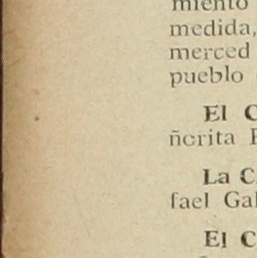 miento
medida,
merced
pueblo
El C
ñorita
La C
fael Gal
El C